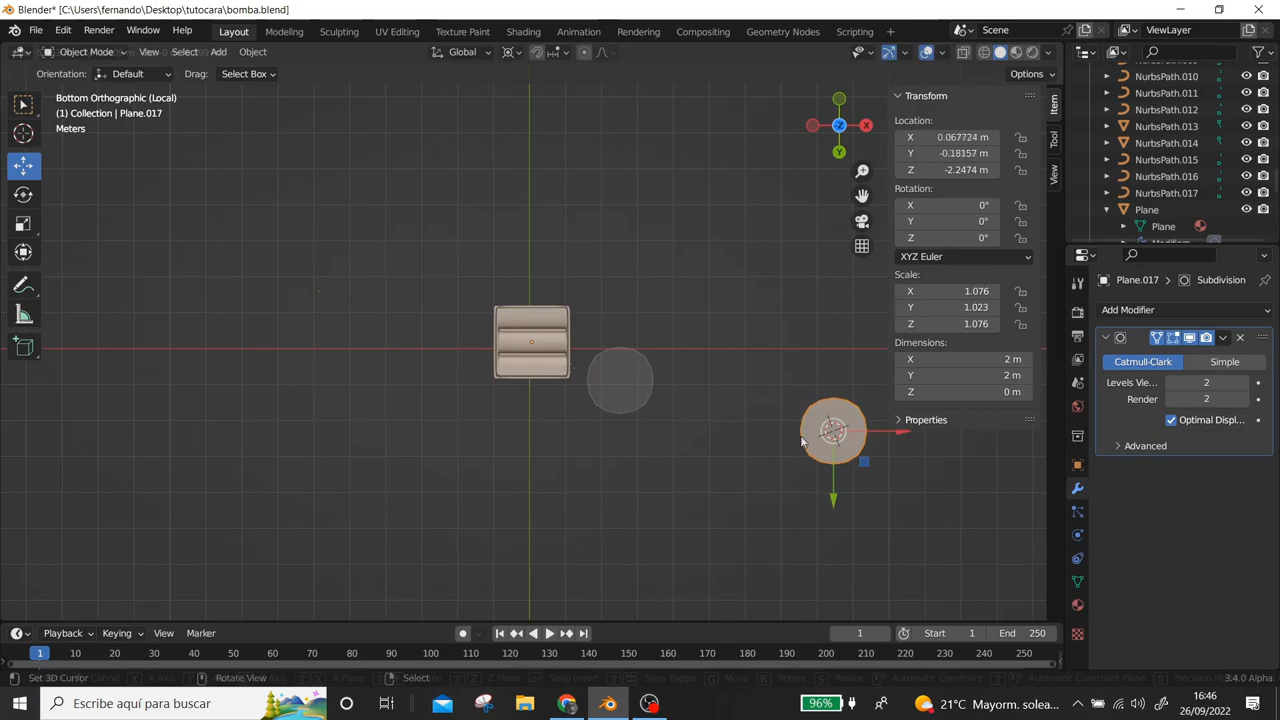 Blender* [C:\Users\fernando\Desktop\tutocara\bomba.blend]
File Edit Render Window Help Layout Modeling Sculpting UV Editing Texture Paint Shading Animation Rendering Compositing Geometry Nodes Scripting + Scene ViewLayer
Object Mode View Select Add Object Global
Orientation: Default Drag: Select Box Options
Bottom Orthographic (Local)
(1) Collection | Plane.017
Meters
X
Y
Z
Transform
Location:
X 0.067724 m
Y -0.18157 m
Z -2.2474 m
Rotation:
X 0°
Y 0°
Z 0°
XYZ Euler
Scale:
X 1.076
Y 1.023
Z 1.076
Dimensions:
X 2 m
Y 2 m
Z 0 m
Properties
Item
Tool
View
NurbsPath.010
NurbsPath.011
NurbsPath.012
NurbsPath.013
NurbsPath.014
NurbsPath.015
NurbsPath.016
NurbsPath.017
Plane
Plane
Plane.017 > Subdivision
Add Modifier
Catmull-Clark Simple
Levels Vie... 2
Render 2
Optimal Displ...
Advanced
Playback Keying View Marker 1 Start 1 End 250
1 10 20 30 40 50 60 70 80 90 100 110 120 130 140 150 160 170 180 190 200 210 220 230 240 250
Set 3D Cursor Rotate View Select 3.4.0 Alpha
Escribe aquí para buscar 96% 21°C Mayorm. solea... 16:46
26/09/2022